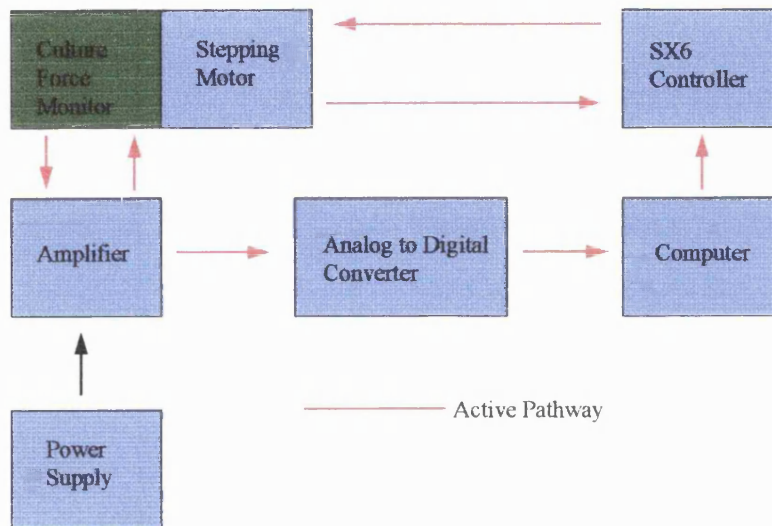 Culture
Force
Monitor
Stepping
Motor
SX6
Controller
Amplifier
Analog to Digital
Converter
Computer
Active Pathway
Power
Supply